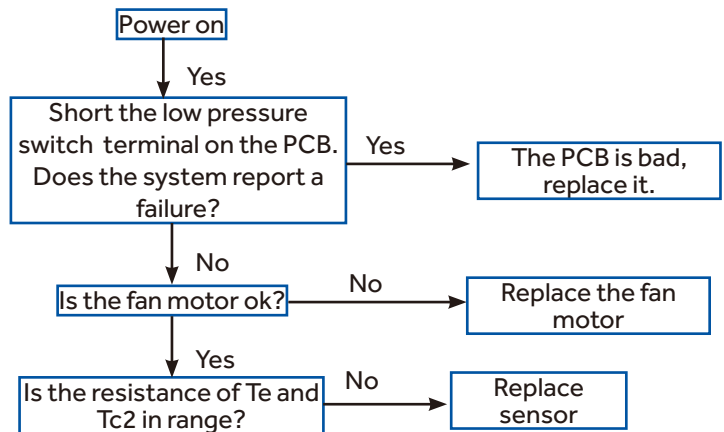 Power on
Yes
Short the low pressure
switch terminal on the PCB.
Does the system report a
failure?
Yes
The PCB is bad,
replace it.
No
Is the fan motor ok?
No
Replace the fan
motor
Yes
Is the resistance of Te and
Tc2 in range?
No
Replace
sensor